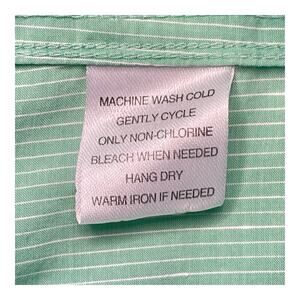 MACHINE WASH COLD
GENTLY CYCLE
ONLY NON-CHLORINE
BLEACH WHEN NEEDED
HANG DRY
WARM IRON IF NEEDED